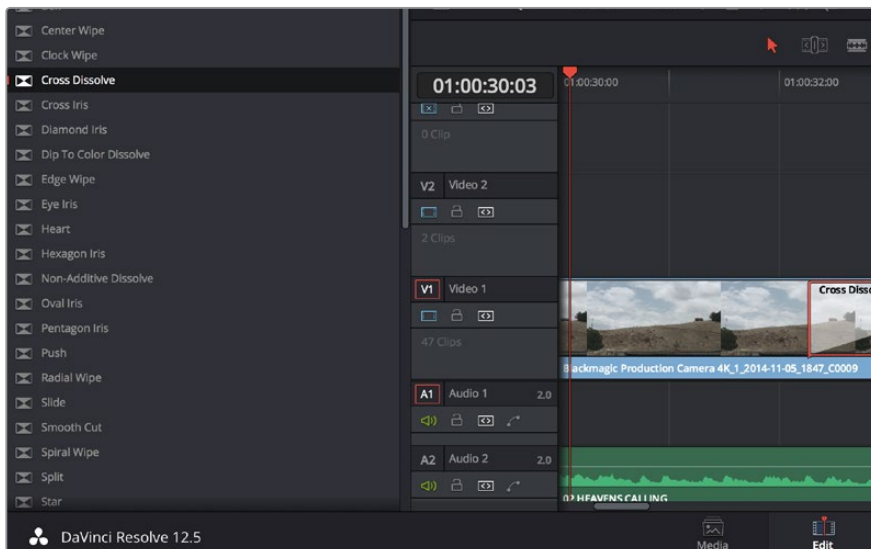 Center Wipe
Clock Wipe
Cross Dissolve
Cross Iris
Diamond Iris
Dip To Color Dissolve
Edge Wipe
Eye Iris
Heart
Hexagon Iris
Non-Additive Dissolve
Oval Iris
Pentagon Iris
Push
Radial Wipe
Slide
Smooth Cut
Spiral Wipe
Split
Star
01:00:30:03
01:00:30:00
01:00:32:00
0 Clip
V2 Video 2
2 Clips
V1 Video 1
47 Clips
Cross Disso
Blackmagic Production Camera 4K_1_2014-11-05_1847_C0009
A1 Audio 1 2.0
A2 Audio 2 2.0
02 HEAVENS CALLING
DaVinci Resolve 12.5
Media
Edit